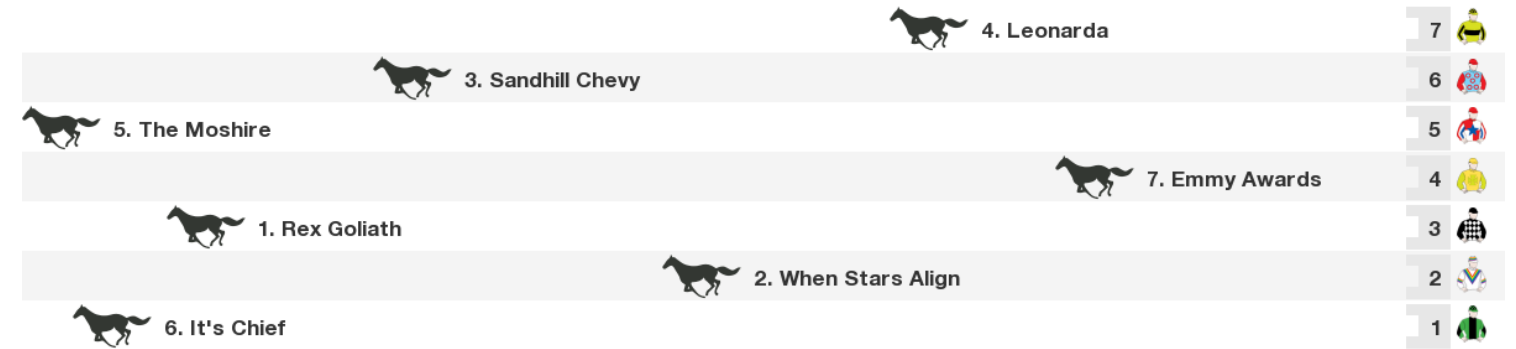 4. Leonarda 7
3. Sandhill Chevy 6
5. The Moshire 5
7. Emmy Awards 4
1. Rex Goliath 3
2. When Stars Align 2
6. It's Chief 1